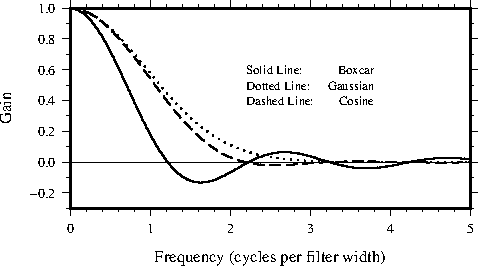 1.0
0.8
0.6
0.4
0.2
0.0
−0.2
Gain
Solid Line: Boxcar
Dotted Line: Gaussian
Dashed Line: Cosine
0 1 2 3 4 5
Frequency (cycles per filter width)